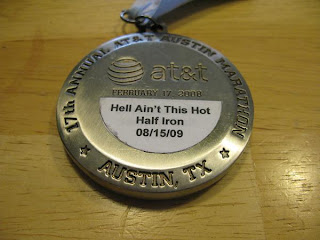 17th ANNUAL AT&T AUSTIN MARATHON
at&t
FEBRUARY 17, 2008
Hell Ain't This Hot
Half Iron
08/15/09
AUSTIN, TX